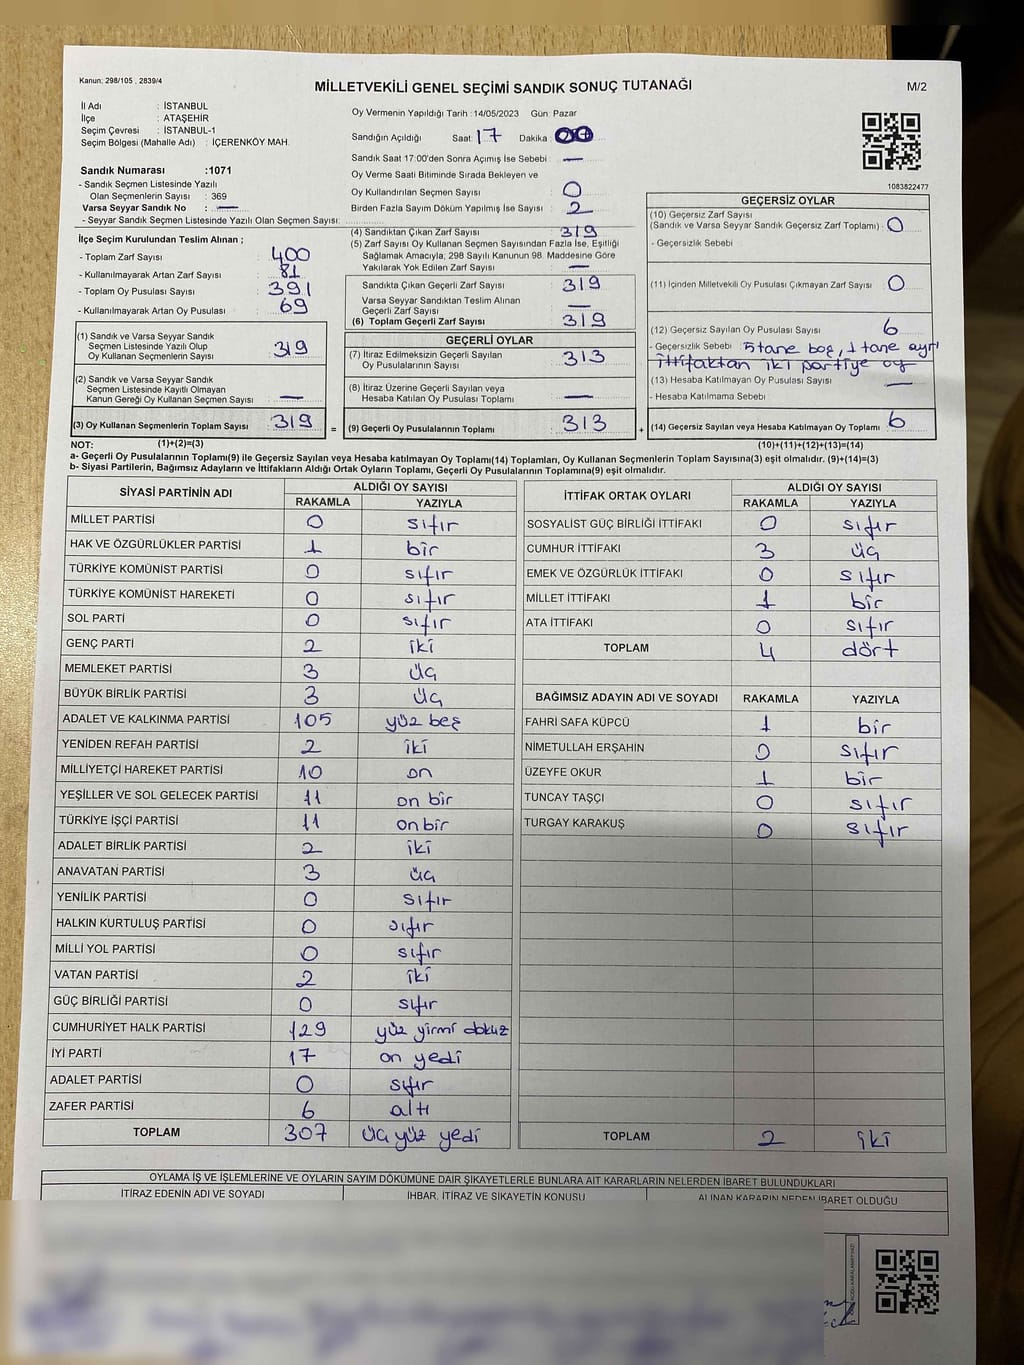 Kanun: 298/105 , 2839/4
MİLLETVEKİLİ GENEL SEÇİMİ SANDIK SONUÇ TUTANAĞI
M/2
İl Adı : İSTANBUL
İlçe : ATAŞEHİR
Seçim Çevresi : İSTANBUL-1
Seçim Bölgesi (Mahalle Adı) : İÇERENKÖY MAH.
Oy Vermenin Yapıldığı Tarih :14/05/2023 Gün: Pazar
Sandığın Açıldığı Saat: 17 Dakika : 00
Sandık Saat 17:00'den Sonra Açımış İse Sebebi : —
Oy Verme Saati Bitiminde Sırada Bekleyen ve
Oy Kullandırılan Seçmen Sayısı : 0
Birden Fazla Sayım Döküm Yapılmış İse Sayısı : 2
1083822477
Sandık Numarası :1071
- Sandık Seçmen Listesinde Yazılı
Olan Seçmenlerin Sayısı : 369
Varsa Seyyar Sandık No : —
- Seyyar Sandık Seçmen Listesinde Yazılı Olan Seçmen Sayısı:
İlçe Seçim Kurulundan Teslim Alınan ;
- Toplam Zarf Sayısı : 400
- Kullanılmayarak Artan Zarf Sayısı : 81
- Toplam Oy Pusulası Sayısı : 391
- Kullanılmayarak Artan Oy Pusulası : 69
(1) Sandık ve Varsa Seyyar Sandık
Seçmen Listesinde Yazılı Olup
Oy Kullanan Seçmenlerin Sayısı : 319
(2) Sandık ve Varsa Seyyar Sandık
Seçmen Listesinde Kayıtlı Olmayan
Kanun Gereği Oy Kullanan Seçmen Sayısı : —
(3) Oy Kullanan Seçmenlerin Toplam Sayısı : 319
(4) Sandıktan Çıkan Zarf Sayısı : 319
(5) Zarf Sayısı Oy Kullanan Seçmen Sayısından Fazla İse, Eşitliği
Sağlamak Amacıyla; 298 Sayılı Kanunun 98. Maddesine Göre
Yakılarak Yok Edilen Zarf Sayısı : —
Sandıkta Çıkan Geçerli Zarf Sayısı : 319
Varsa Seyyar Sandıktan Teslim Alınan
Geçerli Zarf Sayısı : —
(6) Toplam Geçerli Zarf Sayısı : 319
GEÇERLİ OYLAR
(7) İtiraz Edilmeksizin Geçerli Sayılan
Oy Pusulalarının Sayısı : 313
(8) İtiraz Üzerine Geçerli Sayılan veya
Hesaba Katılan Oy Pusulası Toplamı : —
= (9) Geçerli Oy Pusulalarının Toplamı : 313 +
GEÇERSİZ OYLAR
(10) Geçersiz Zarf Sayısı
(Sandık ve Varsa Seyyar Sandık Geçersiz Zarf Toplamı) : 0
- Geçersizlik Sebebi
(11) İçinden Milletvekili Oy Pusulası Çıkmayan Zarf Sayısı : 0
(12) Geçersiz Sayılan Oy Pusulası Sayısı : 6
- Geçersizlik Sebebi : 5 tane boş, 1 tane ayrı
ittifaktan iki partiye oy
(13) Hesaba Katılmayan Oy Pusulası Sayısı : —
- Hesaba Katılmama Sebebi
(14) Geçersiz Sayılan veya Hesaba Katılmayan Oy Toplamı : 6
NOT: (1)+(2)=(3)
(10)+(11)+(12)+(13)=(14)
a- Geçerli Oy Pusulalarının Toplamı(9) ile Geçersiz Sayılan veya Hesaba katılmayan Oy Toplamı(14) Toplamları, Oy Kullanan Seçmenlerin Toplam Sayısına(3) eşit olmalıdır. (9)+(14)=(3)
b- Siyasi Partilerin, Bağımsız Adayların ve İttifakların Aldığı Ortak Oyların Toplamı, Geçerli Oy Pusulalarının Toplamına(9) eşit olmalıdır.
SİYASİ PARTİNİN ADI ALDIĞI OY SAYISI
RAKAMLA YAZIYLA
MİLLET PARTİSİ 0 sıfır
HAK VE ÖZGÜRLÜKLER PARTİSİ 1 bir
TÜRKİYE KOMÜNİST PARTİSİ 0 sıfır
TÜRKİYE KOMÜNİST HAREKETİ 0 sıfır
SOL PARTİ 0 sıfır
GENÇ PARTİ 2 iki
MEMLEKET PARTİSİ 3 üç
BÜYÜK BİRLİK PARTİSİ 3 üç
ADALET VE KALKINMA PARTİSİ 105 yüz beş
YENİDEN REFAH PARTİSİ 2 iki
MİLLİYETÇİ HAREKET PARTİSİ 10 on
YEŞİLLER VE SOL GELECEK PARTİSİ 11 on bir
TÜRKİYE İŞÇİ PARTİSİ 11 on bir
ADALET BİRLİK PARTİSİ 2 iki
ANAVATAN PARTİSİ 3 üç
YENİLİK PARTİSİ 0 sıfır
HALKIN KURTULUŞ PARTİSİ 0 sıfır
MİLLİ YOL PARTİSİ 0 sıfır
VATAN PARTİSİ 2 iki
GÜÇ BİRLİĞİ PARTİSİ 0 sıfır
CUMHURİYET HALK PARTİSİ 129 yüz yirmi dokuz
İYİ PARTİ 17 on yedi
ADALET PARTİSİ 0 sıfır
ZAFER PARTİSİ 6 altı
TOPLAM 307 üç yüz yedi
İTTİFAK ORTAK OYLARI ALDIĞI OY SAYISI
RAKAMLA YAZIYLA
SOSYALİST GÜÇ BİRLİĞİ İTTİFAKI 0 sıfır
CUMHUR İTTİFAKI 3 üç
EMEK VE ÖZGÜRLÜK İTTİFAKI 0 sıfır
MİLLET İTTİFAKI 1 bir
ATA İTTİFAKI 0 sıfır
TOPLAM 4 dört
BAĞIMSIZ ADAYIN ADI VE SOYADI RAKAMLA YAZIYLA
FAHRİ SAFA KÜPCÜ 1 bir
NİMETULLAH ERŞAHİN 0 sıfır
ÜZEYFE OKUR 1 bir
TUNCAY TAŞÇI 0 sıfır
TURGAY KARAKUŞ 0 sıfır
TOPLAM 2 iki
OYLAMA İŞ VE İŞLEMLERİNE VE OYLARIN SAYIM DÖKÜMÜNE DAİR ŞİKAYETLERLE BUNLARA AİT KARARLARIN NELERDEN İBARET BULUNDUKLARI
İTİRAZ EDENİN ADI VE SOYADI İHBAR, İTİRAZ VE ŞİKAYETİN KONUSU ALINAN KARARIN NEDEN İBARET OLDUĞU